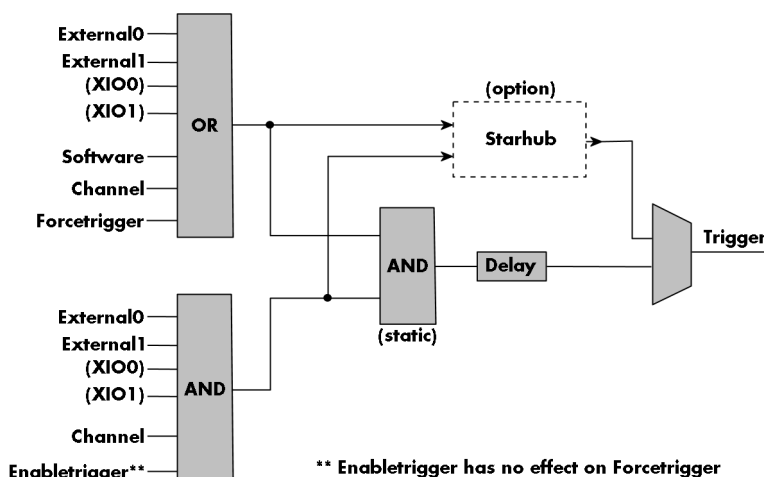 External0
External1
(XIO0)
(XIO1)
Software
Channel
Forcetrigger
OR
(option)
Starhub
AND
(static)
Delay
Trigger
External0
External1
(XIO0)
(XIO1)
Channel
Enabletrigger**
AND
** Enabletrigger has no effect on Forcetrigger